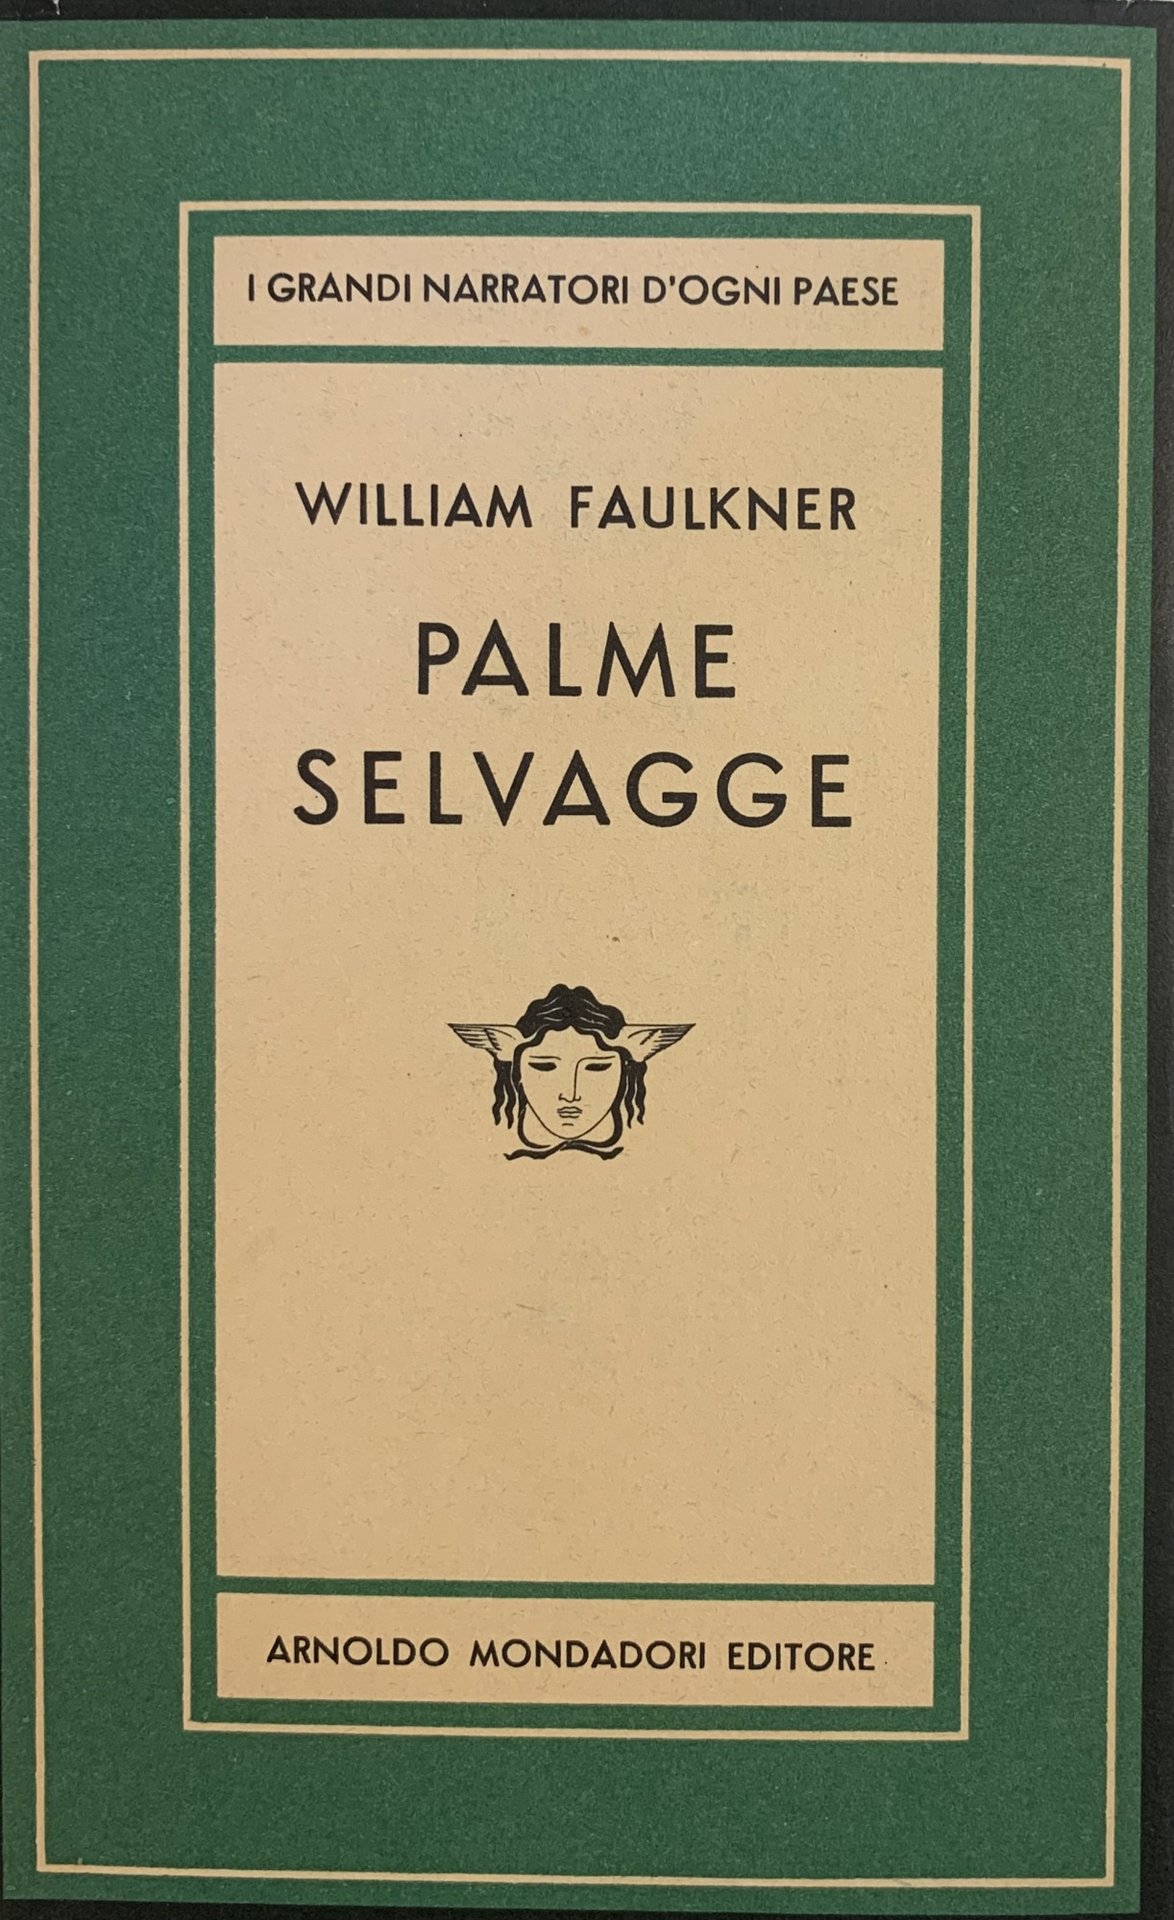 I GRANDI NARRATORI D'OGNI PAESE
WILLIAM FAULKNER
PALME
SELVAGGE
ARNOLDO MONDADORI EDITORE